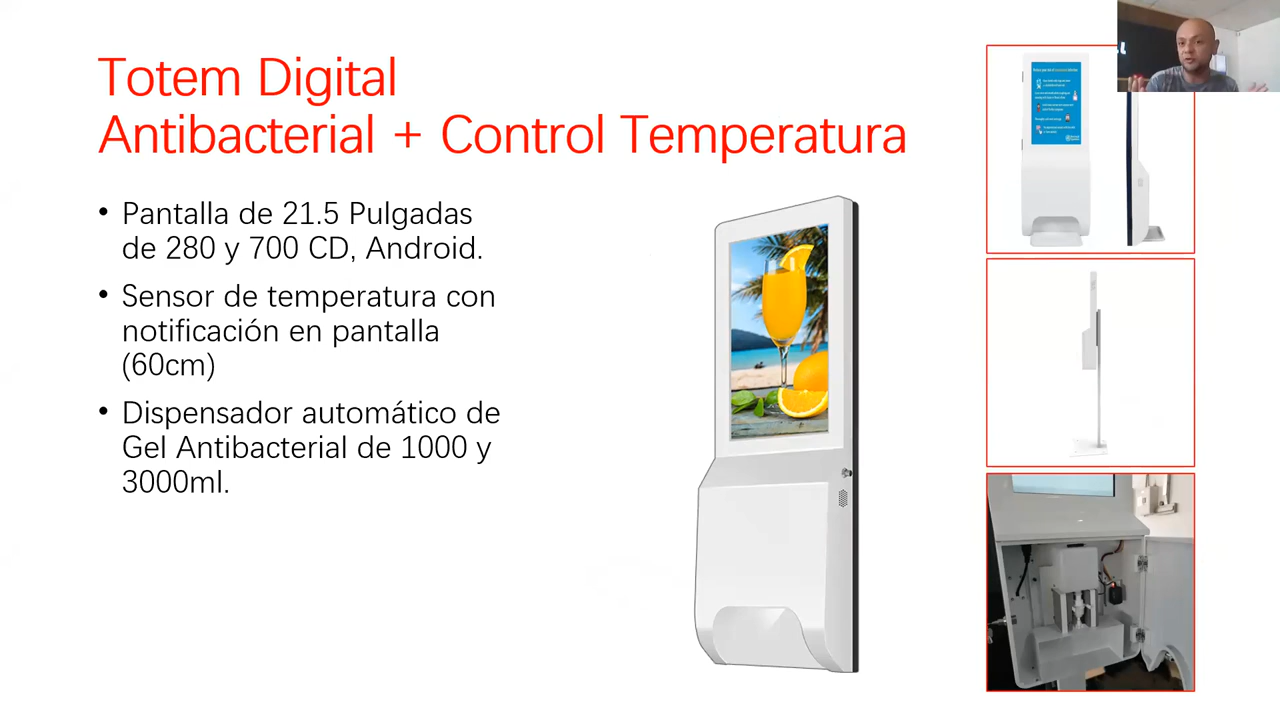 Totem Digital
Antibacterial + Control Temperatura
• Pantalla de 21.5 Pulgadas
de 280 y 700 CD, Android.
• Sensor de temperatura con
notificación en pantalla
(60cm)
• Dispensador automático de
Gel Antibacterial de 1000 y
3000ml.